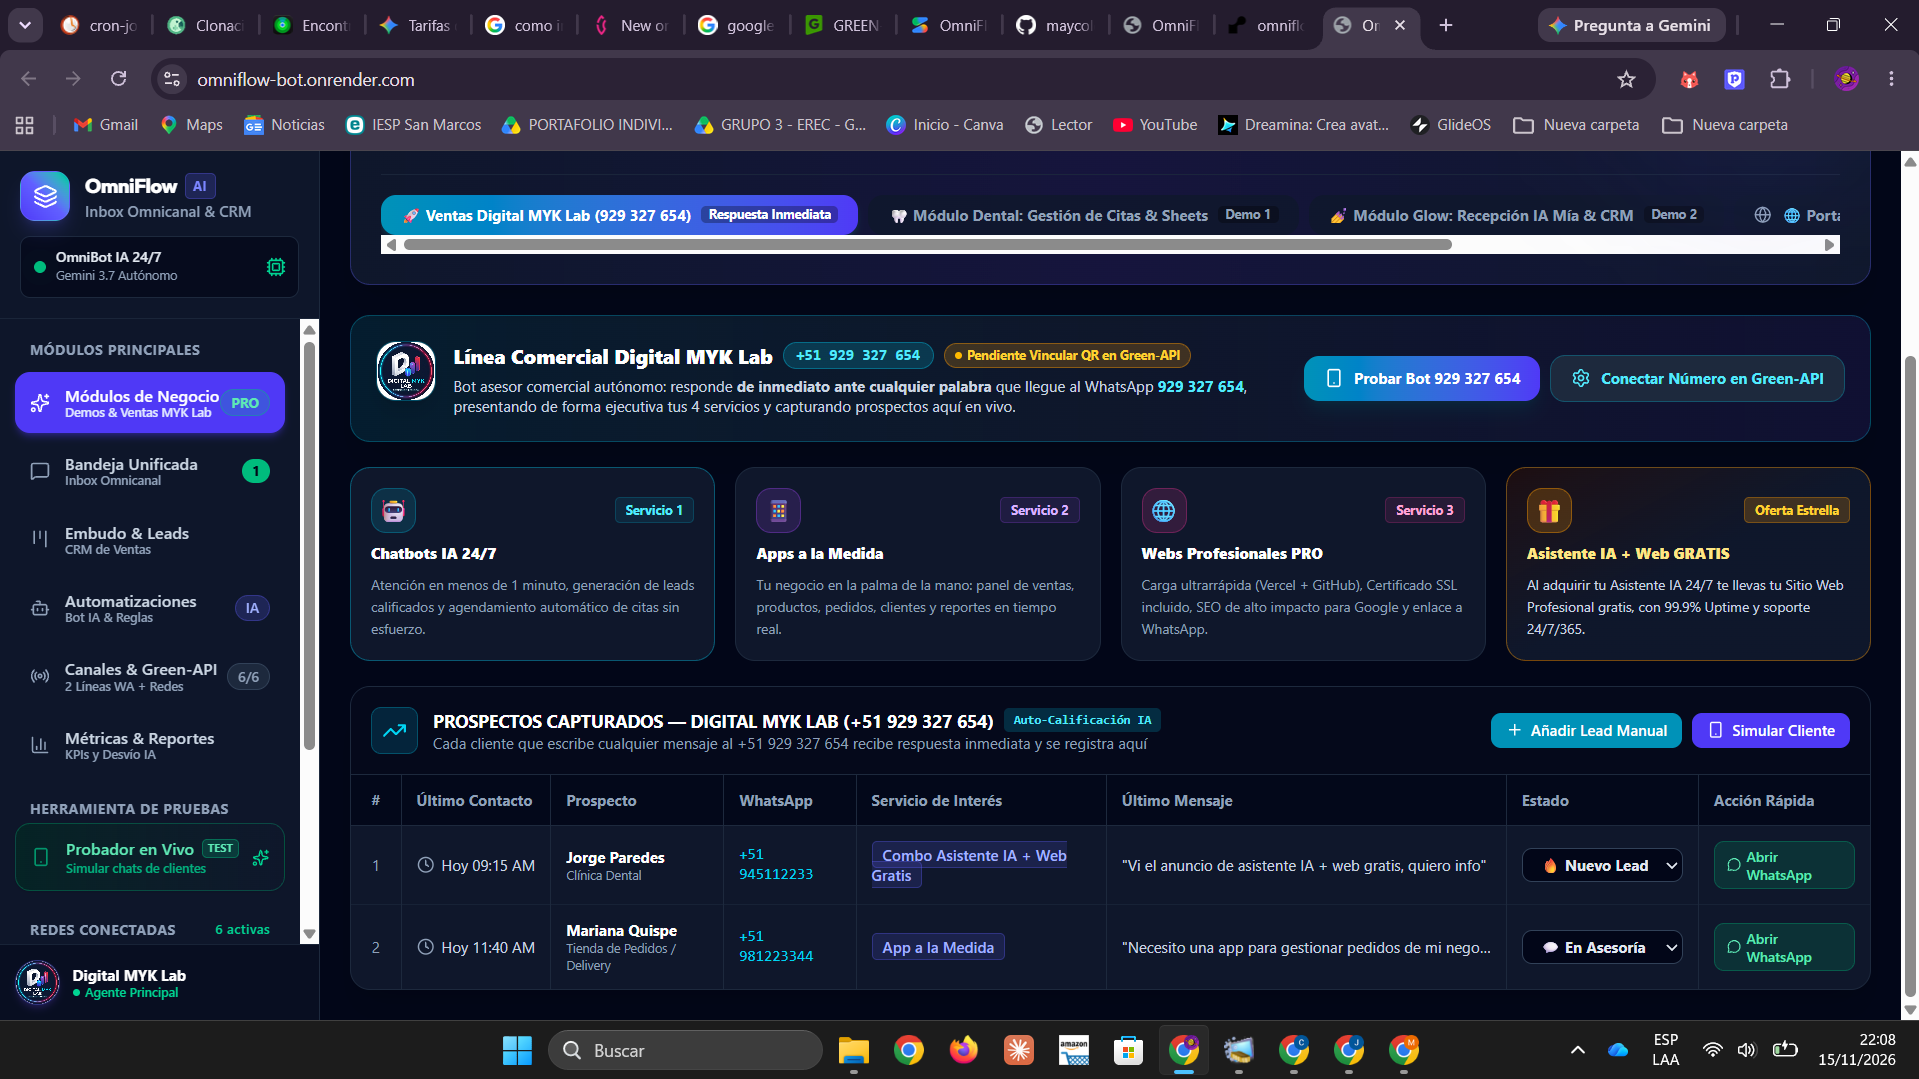 cron-jo
Clonaci
Encont
Tarifas
como i
New or
google
GREEN
OmniFl
maycol
OmniFl
omnifl
On
Pregunta a Gemini
omniflow-bot.onrender.com
Gmail
Maps
Noticias
IESP San Marcos
PORTAFOLIO INDIVI...
GRUPO 3 - EREC - G...
Inicio - Canva
Lector
YouTube
Dreamina: Crea avat...
GlideOS
Nueva carpeta
Nueva carpeta
OmniFlow AI
Inbox Omnicanal & CRM
OmniBot IA 24/7
Gemini 3.7 Autónomo
MÓDULOS PRINCIPALES
Módulos de Negocio
Demos & Ventas MYK Lab
PRO
Bandeja Unificada
Inbox Omnicanal
1
Embudo & Leads
CRM de Ventas
Automatizaciones
Bot IA & Reglas
IA
Canales & Green-API
2 Líneas WA + Redes
6/6
Métricas & Reportes
KPIs y Desvío IA
HERRAMIENTA DE PRUEBAS
Probador en Vivo TEST
Simular chats de clientes
REDES CONECTADAS 6 activas
Digital MYK Lab
Agente Principal
Ventas Digital MYK Lab (929 327 654) Respuesta Inmediata
Módulo Dental: Gestión de Citas & Sheets Demo 1
Módulo Glow: Recepción IA Mía & CRM Demo 2
Porta
Línea Comercial Digital MYK Lab +51 929 327 654 Pendiente Vincular QR en Green-API
Bot asesor comercial autónomo: responde de inmediato ante cualquier palabra que llegue al WhatsApp 929 327 654,
presentando de forma ejecutiva tus 4 servicios y capturando prospectos aquí en vivo.
Probar Bot 929 327 654
Conectar Número en Green-API
Servicio 1
Chatbots IA 24/7
Atención en menos de 1 minuto, generación de leads
calificados y agendamiento automático de citas sin
esfuerzo.
Servicio 2
Apps a la Medida
Tu negocio en la palma de la mano: panel de ventas,
productos, pedidos, clientes y reportes en tiempo
real.
Servicio 3
Webs Profesionales PRO
Carga ultrarrápida (Vercel + GitHub), Certificado SSL
incluido, SEO de alto impacto para Google y enlace a
WhatsApp.
Oferta Estrella
Asistente IA + Web GRATIS
Al adquirir tu Asistente IA 24/7 te llevas tu Sitio Web
Profesional gratis, con 99.9% Uptime y soporte
24/7/365.
PROSPECTOS CAPTURADOS — DIGITAL MYK LAB (+51 929 327 654) Auto-Calificación IA
Cada cliente que escribe cualquier mensaje al +51 929 327 654 recibe respuesta inmediata y se registra aquí
+ Añadir Lead Manual
Simular Cliente
# Último Contacto Prospecto WhatsApp Servicio de Interés Último Mensaje Estado Acción Rápida
1
Hoy 09:15 AM
Jorge Paredes
Clínica Dental
+51
945112233
Combo Asistente IA + Web
Gratis
"Vi el anuncio de asistente IA + web gratis, quiero info"
Nuevo Lead
Abrir
WhatsApp
2
Hoy 11:40 AM
Mariana Quispe
Tienda de Pedidos /
Delivery
+51
981223344
App a la Medida
"Necesito una app para gestionar pedidos de mi nego...
En Asesoría
Abrir
WhatsApp
Buscar
amazon
ESP
LAA
22:08
15/11/2026